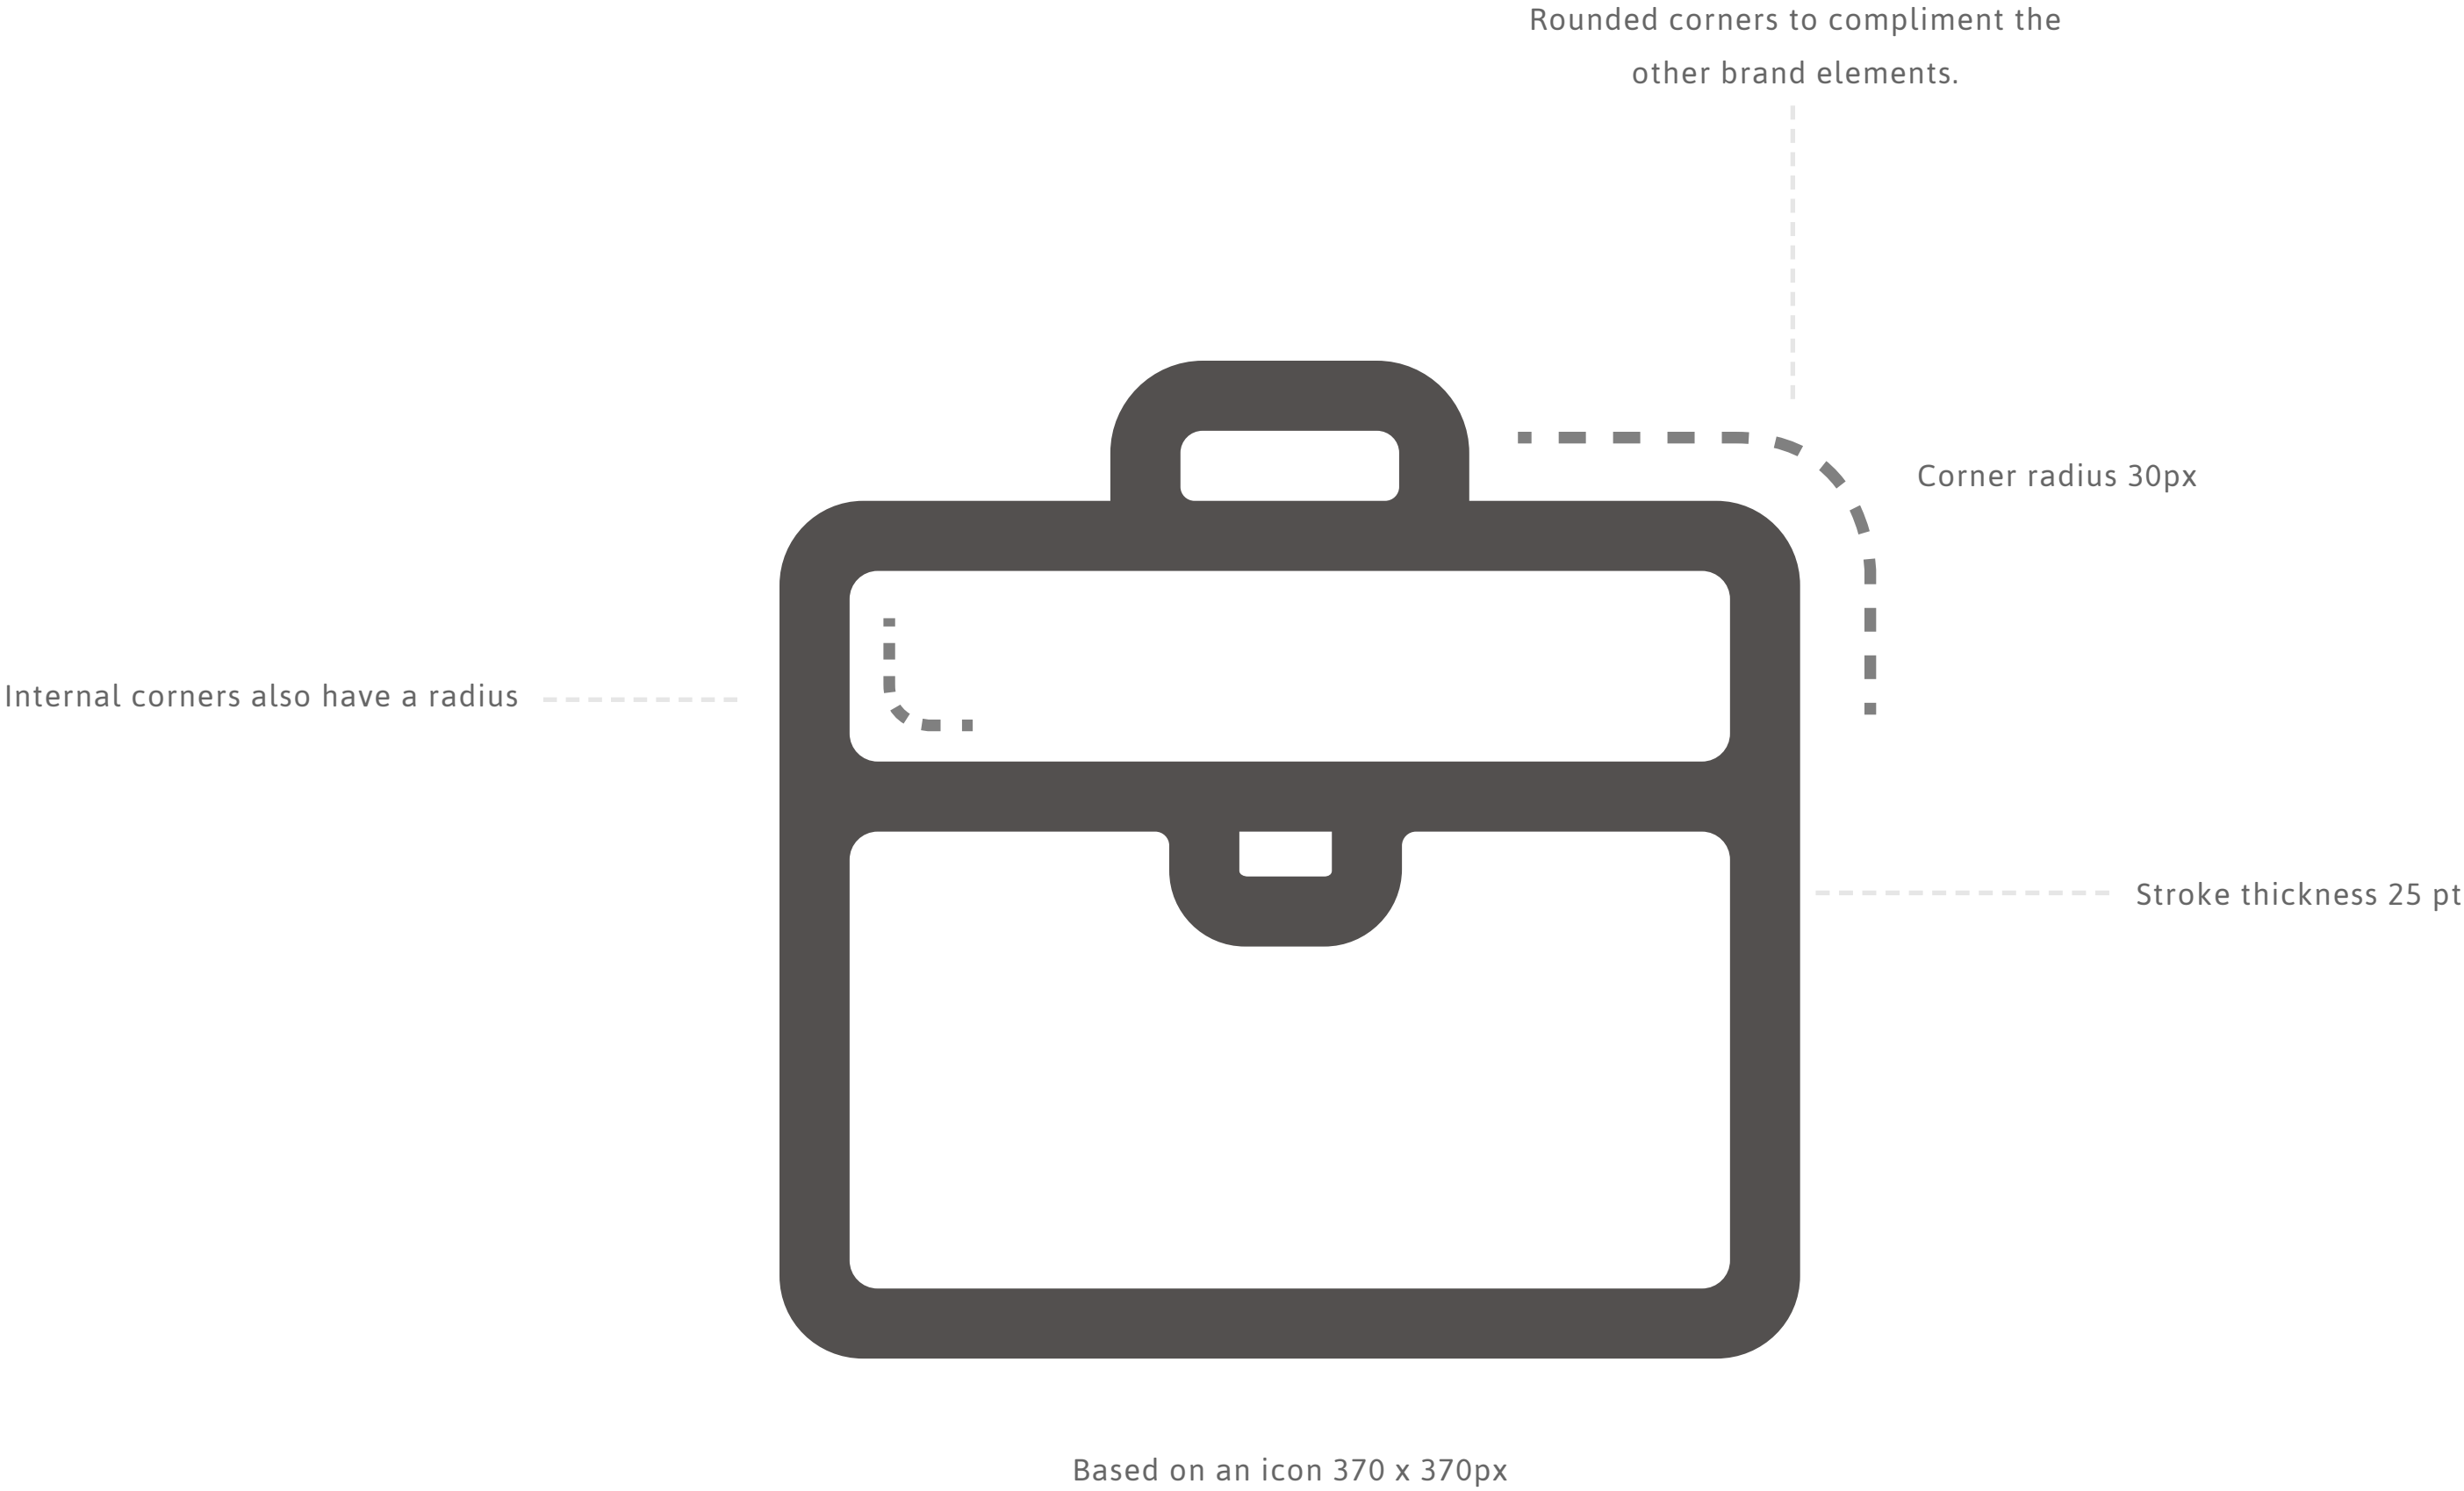 Rounded corners to compliment the
other brand elements.
Corner radius 30px
Internal corners also have a radius
Stroke thickness 25 pt
Based on an icon 370 x 370px